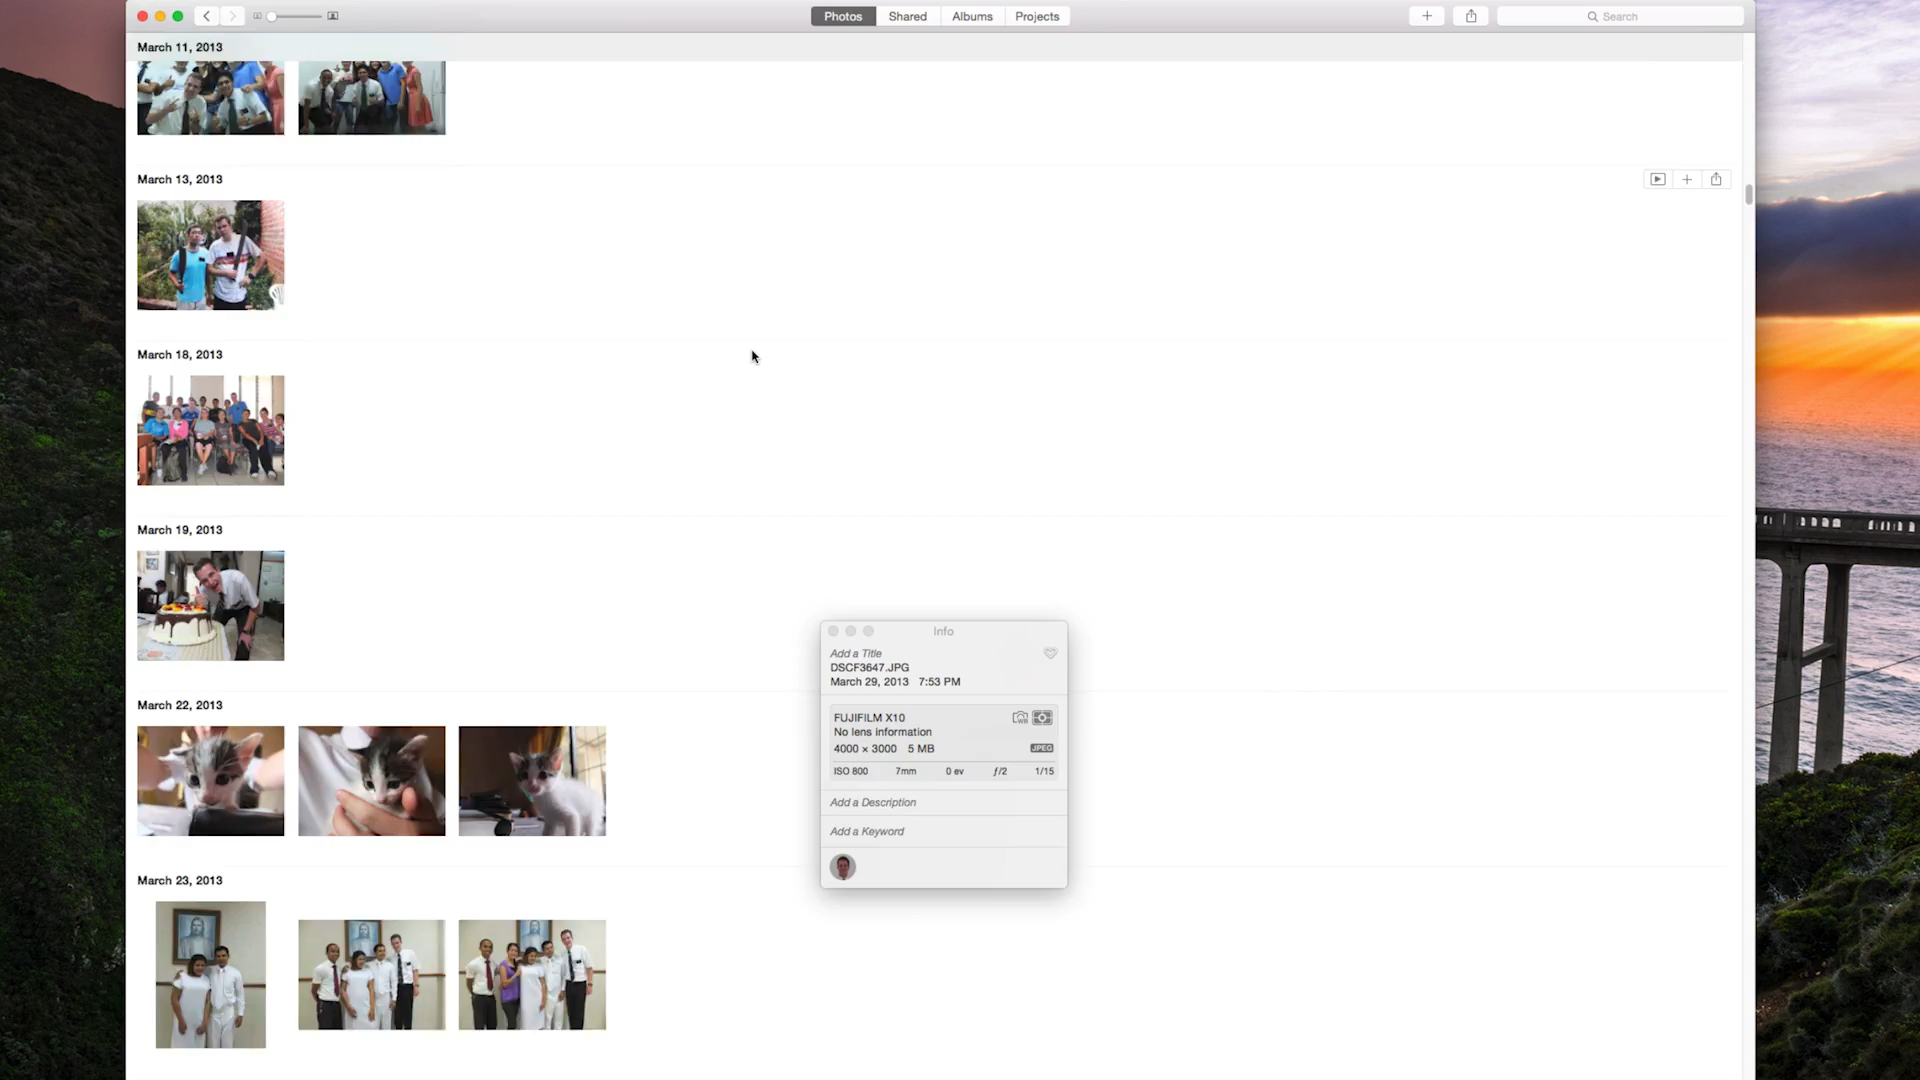 Photos
Shared
Albums
Projects
Search
March 11, 2013
March 13, 2013
March 18, 2013
March 19, 2013
March 22, 2013
March 23, 2013
Info
Add a Title
DSCF3647.JPG
March 29, 2013 7:53 PM
FUJIFILM X10
WB
No lens information
4000 × 3000 5 MB
JPEG
ISO 800 7mm 0 ev ƒ/2 1/15
Add a Description
Add a Keyword